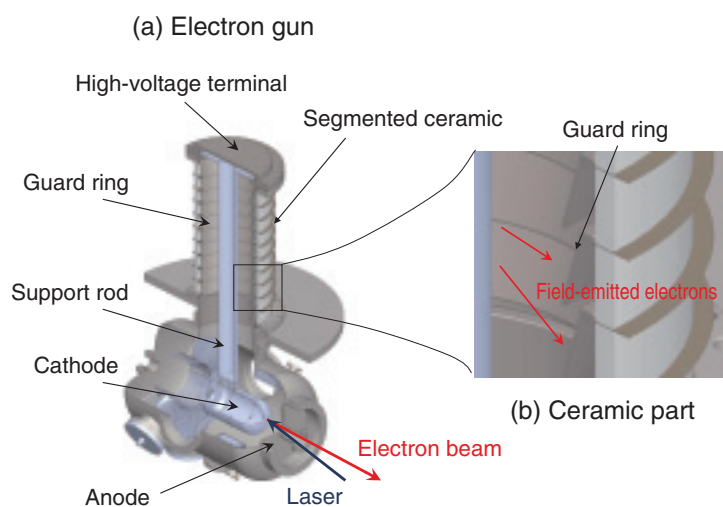 (a) Electron gun
High-voltage terminal
Segmented ceramic
Guard ring
Guard ring
Support rod
Field-emitted electrons
Cathode
(b) Ceramic part
Electron beam
Anode
Laser